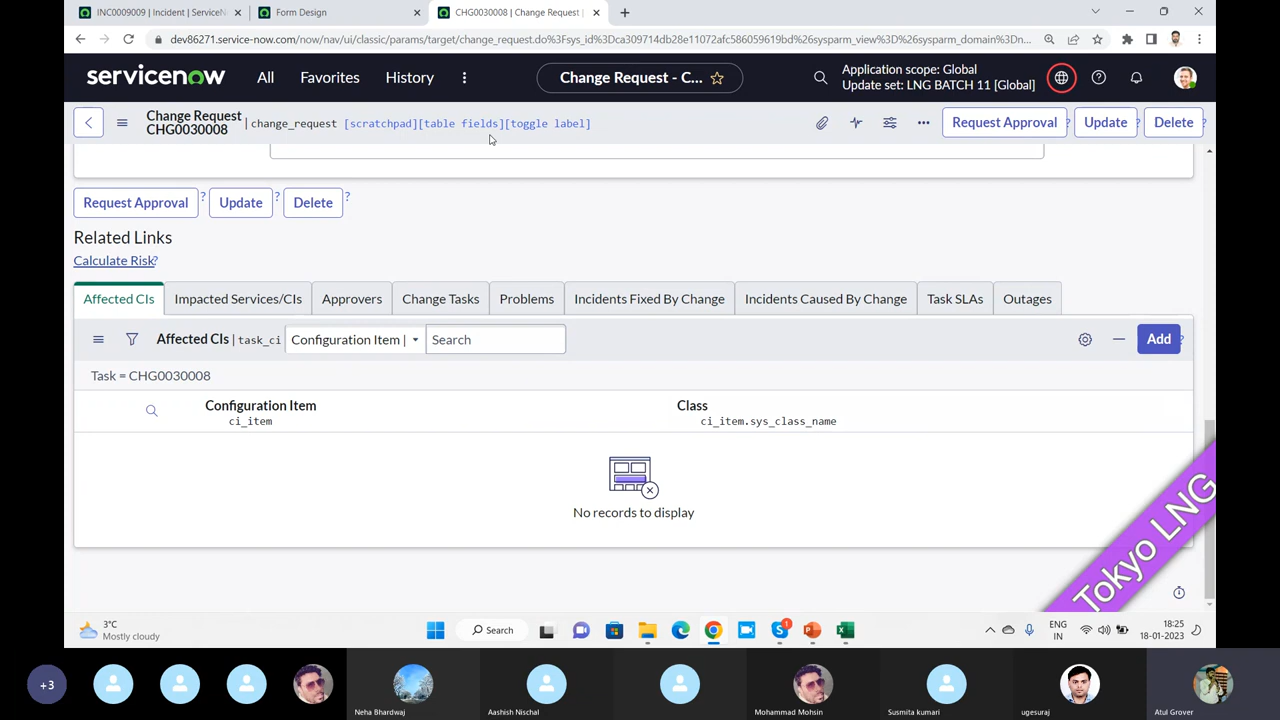 INC0009009 | Incident | ServiceN
Form Design
CHG0030008 | Change Request |
dev86271.service-now.com/now/nav/ui/classic/params/target/change_request.do%3Fsys_id%3Dca309714db28e11072afc586059619bd%26sysparm_view%3D%26sysparm_domain%3Dn...
servicenow
All
Favorites
History
Change Request - C...
Application scope: Global
Update set: LNG BATCH 11 [Global]
Change Request
CHG0030008
change_request [scratchpad][table fields][toggle label]
Request Approval
?
Update
Delete
?
Request Approval
?
Update
?
Delete
?
Related Links
Calculate Risk?
Affected CIs
Impacted Services/CIs
Approvers
Change Tasks
Problems
Incidents Fixed By Change
Incidents Caused By Change
Task SLAs
Outages
Affected CIs | task_ci
Configuration Item |
Search
Add
?
Task = CHG0030008
Configuration Item
ci_item
Class
ci_item.sys_class_name
No records to display
Tokyo LNG
3°C
Mostly cloudy
Search
1
ENG
IN
18:25
18-01-2023
+3
Neha Bhardwaj
Aashish Nischal
Mohammad Mohsin
Susmita kumari
ugesuraj
Atul Grover